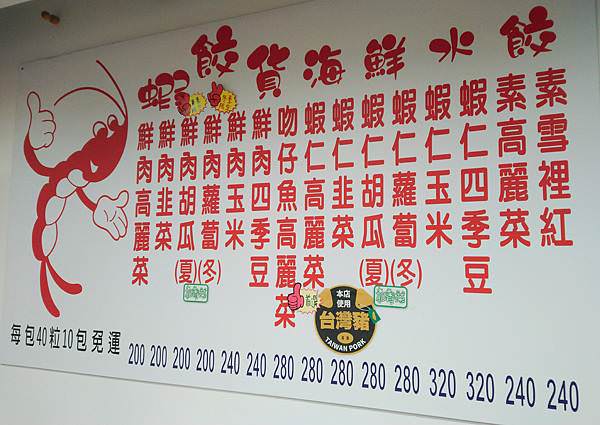 蝦餃貨海鮮水餃
鮮肉高麗菜
鮮肉韭菜
鮮肉胡瓜(夏)
鮮肉蘿蔔(冬)
鮮肉玉米
鮮肉四季豆
吻仔魚高麗菜
蝦仁高麗菜
蝦仁韭菜
蝦仁胡瓜(夏)
蝦仁蘿蔔(冬)
蝦仁玉米
蝦仁四季豆
素高麗菜
素雪裡紅
本店
使用
台灣豬
TAIWAN PORK
每包40粒10包免運
200 200 200 200 240 240 280 280 280 280 280 320 320 240 240